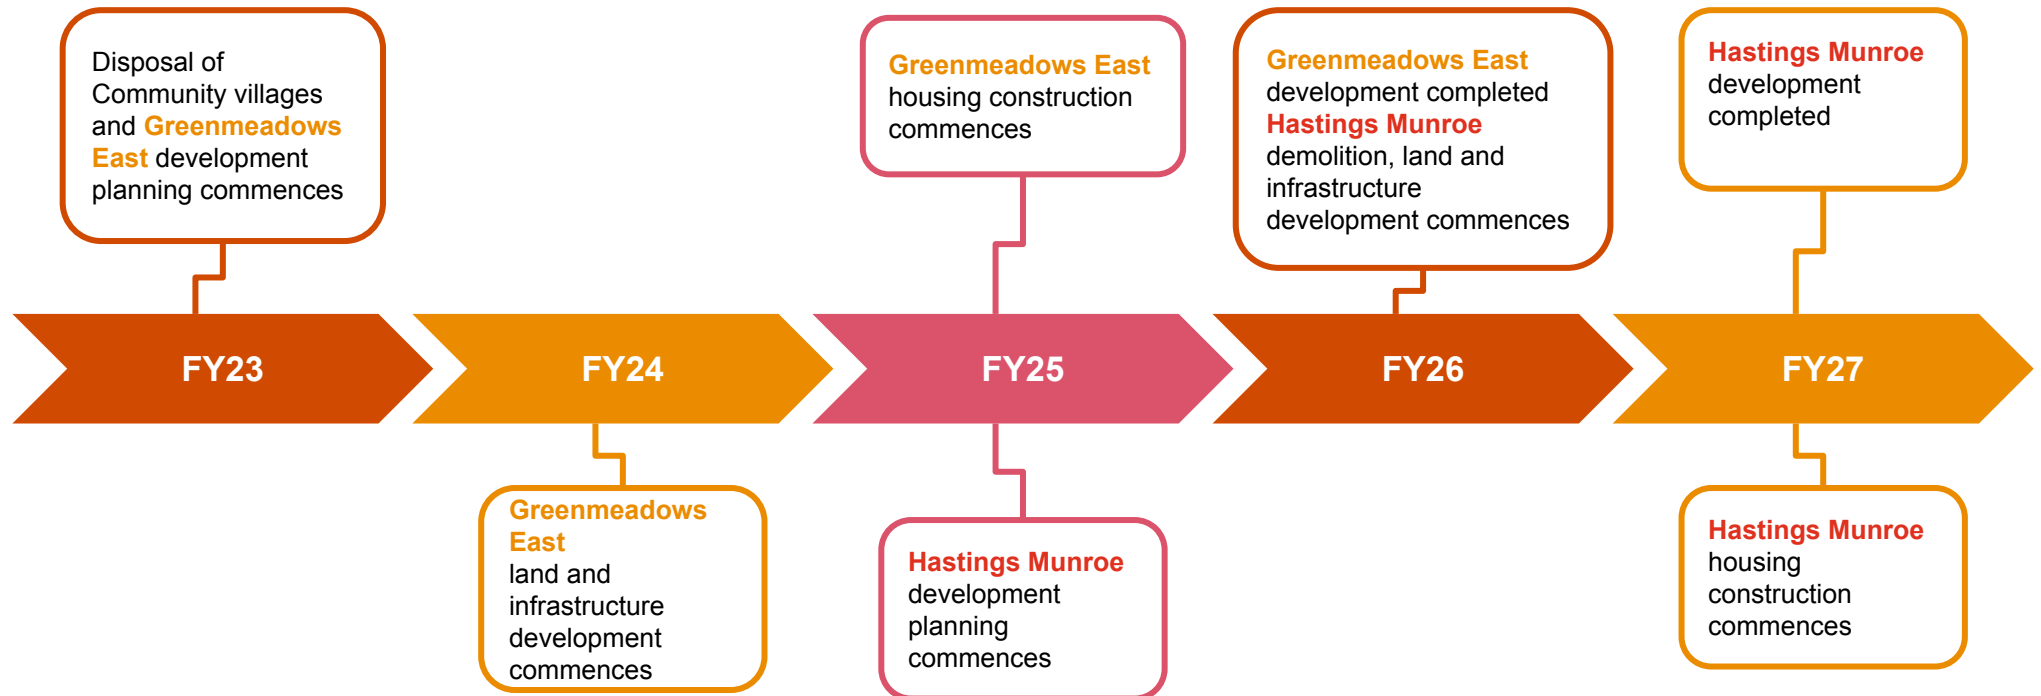 Disposal of
Community villages
and Greenmeadows
East development
planning commences
Greenmeadows East
housing construction
commences
Greenmeadows East
development completed
Hastings Munroe
demolition, land and
infrastructure
development commences
Hastings Munroe
development
completed
FY23
FY24
FY25
FY26
FY27
Greenmeadows
East
land and
infrastructure
development
commences
Hastings Munroe
development
planning
commences
Hastings Munroe
housing
construction
commences